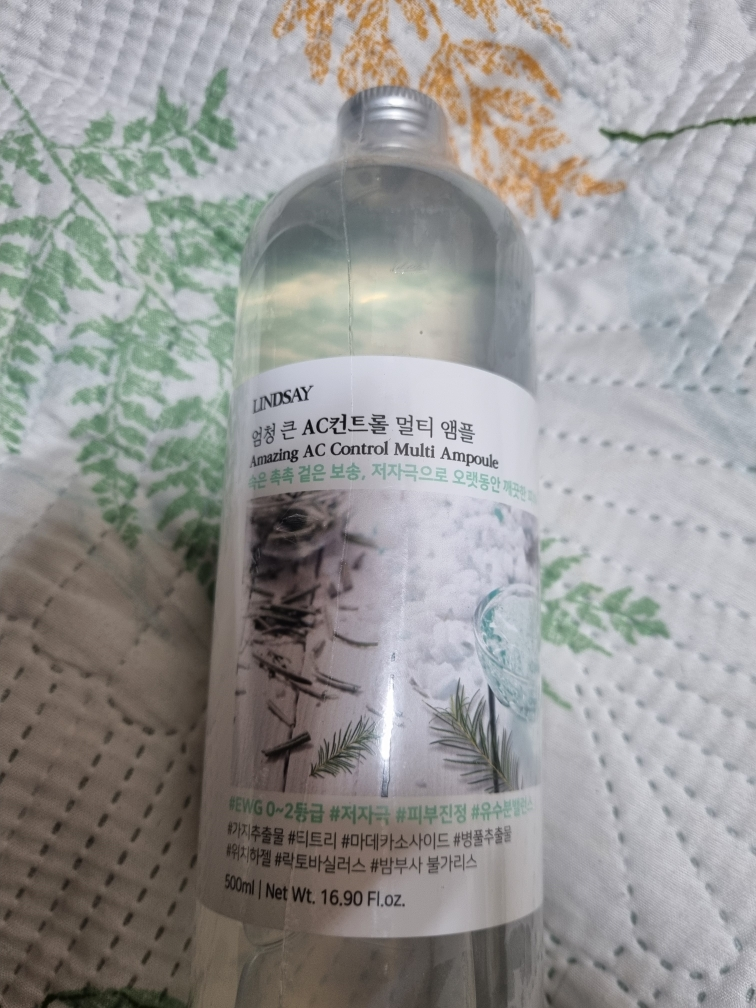 LINDSAY
엄청 큰 AC컨트롤 멀티 앰플
Amazing AC Control Multi Ampoule
속은 촉촉 겉은 보송, 저자극으로 오랫동안 깨끗한
#EWG 0~2등급 #저자극 #피부진정 #유수분밸런스
#가지추출물 #티트리 #마데카소사이드 #병풀추출물
#위치하젤 #락토바실러스 #밤부사 불가리스
500ml | Net Wt. 16.90 Fl.oz.